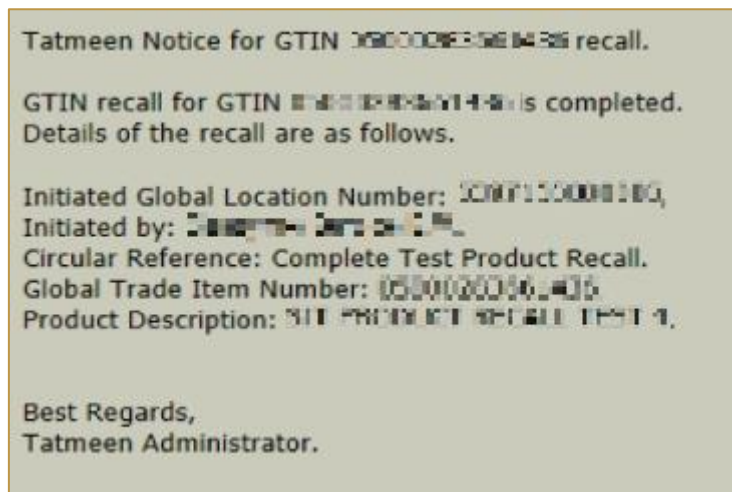 Tatmeen Notice for GTIN recall.
GTIN recall for GTIN is completed.
Details of the recall are as follows.
Initiated Global Location Number:
Initiated by:
Circular Reference: Complete Test Product Recall.
Global Trade Item Number:
Product Description:
Best Regards,
Tatmeen Administrator.